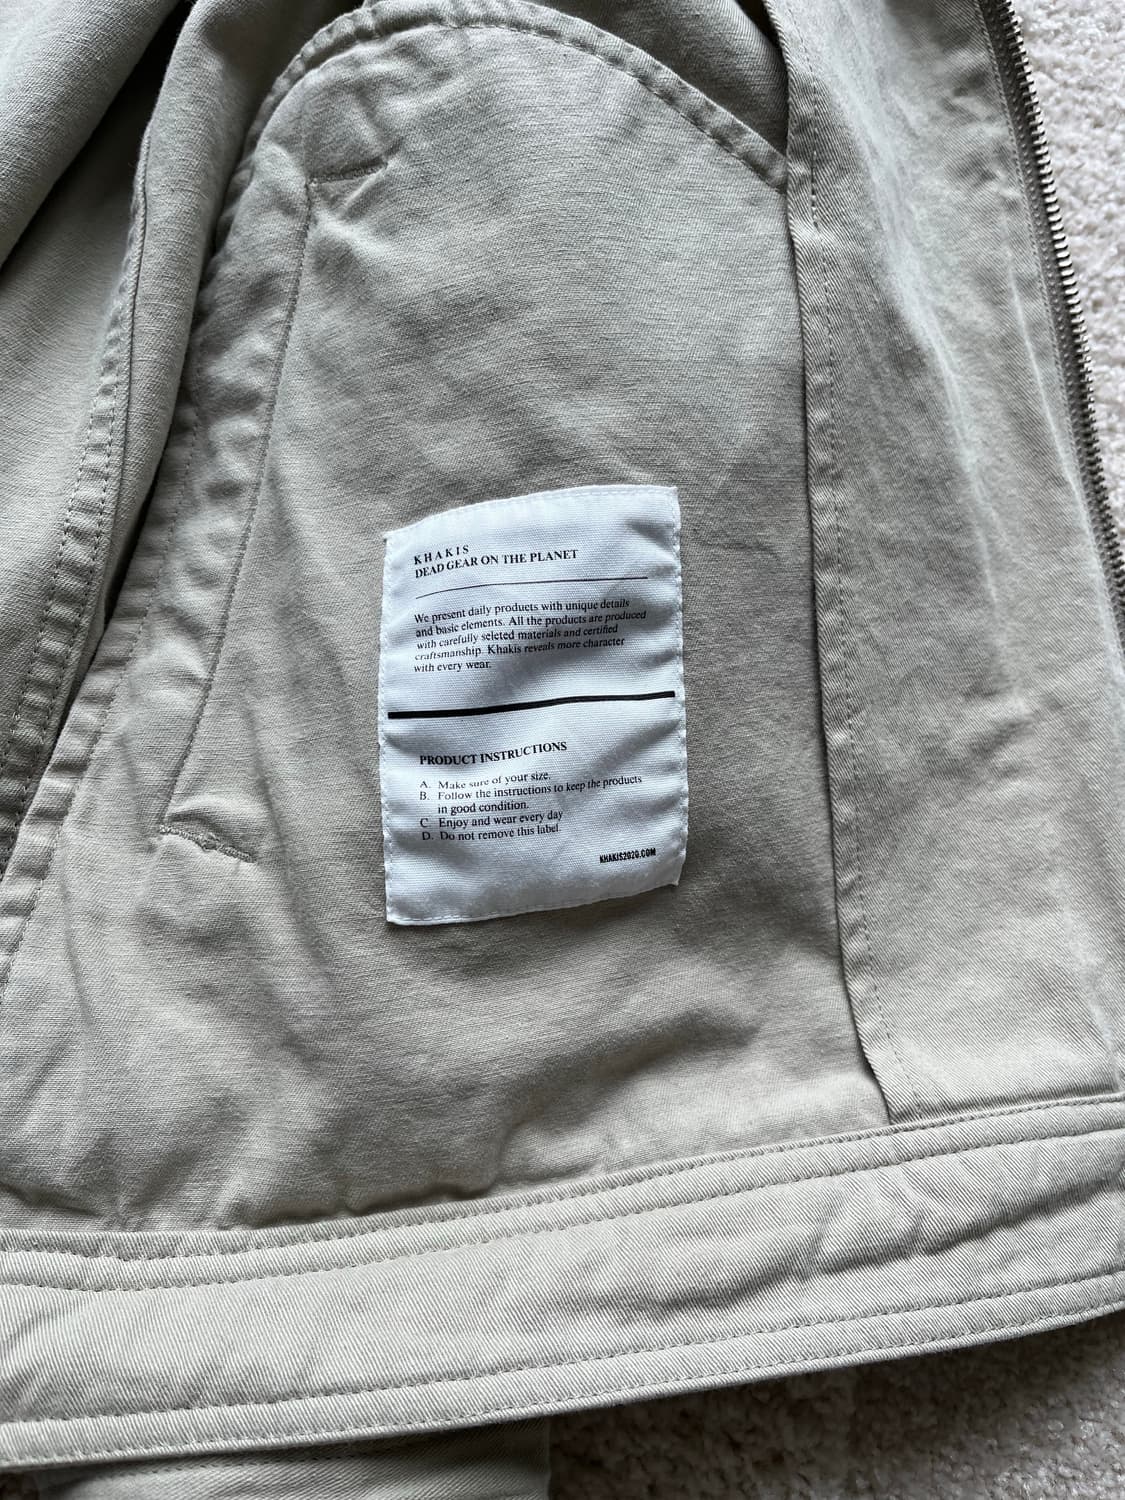 KHAKIS
DEAD GEAR ON THE PLANET
We present daily products with unique details
and basic elements. All the products are produced
with carefully selcted materials and certified
craftsmanship. Khakis reveals more character
with every wear.
PRODUCT INSTRUCTIONS
A. Make sure of your size.
B. Follow the instructions to keep the products
in good condition.
C. Enjoy and wear every day
D. Do not remove this label.
KHAKIS2020.COM